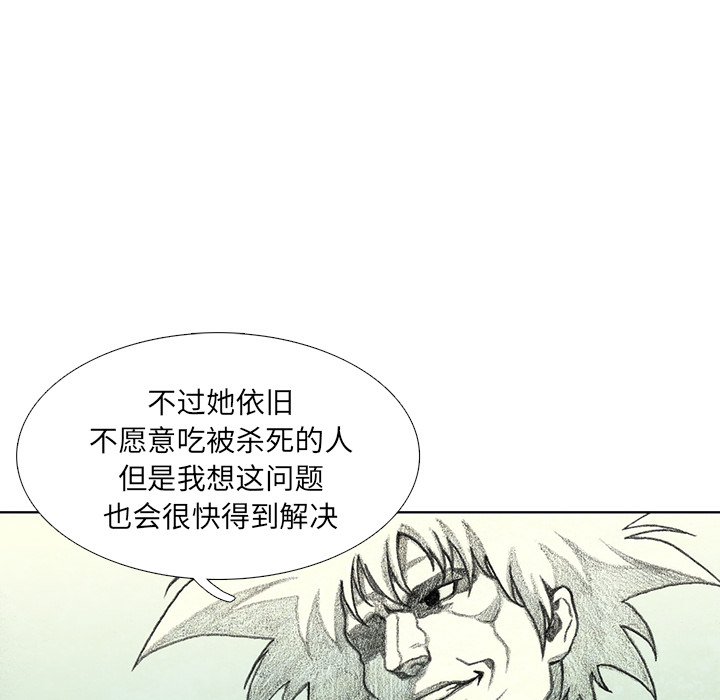 不过她依旧
不愿意吃被杀死的人
但是我想这问题
也会很快得到解决